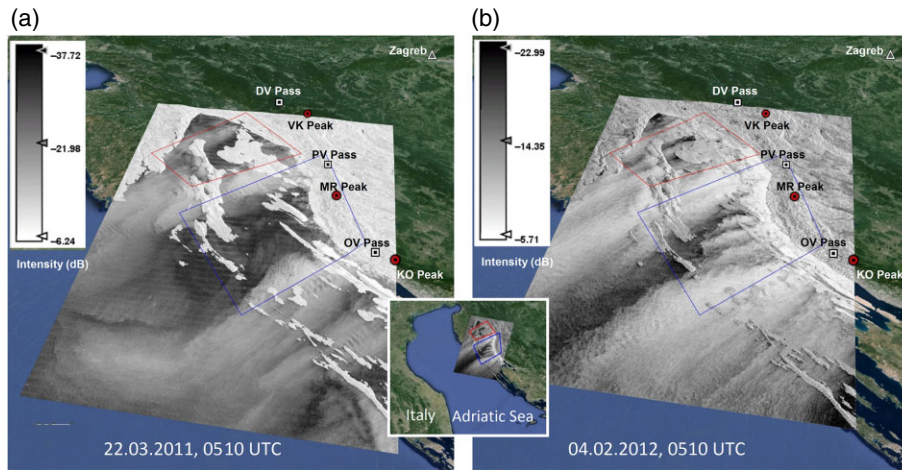 (a)
(b)
−37.72
−21.98
−6.24
Intensity (dB)
Zagreb
DV Pass
VK Peak
PV Pass
MR Peak
OV Pass
KO Peak
22.03.2011, 0510 UTC
−22.99
−14.35
−5.71
Intensity (dB)
Zagreb
DV Pass
VK Peak
PV Pass
MR Peak
OV Pass
KO Peak
04.02.2012, 0510 UTC
Italy
Adriatic Sea